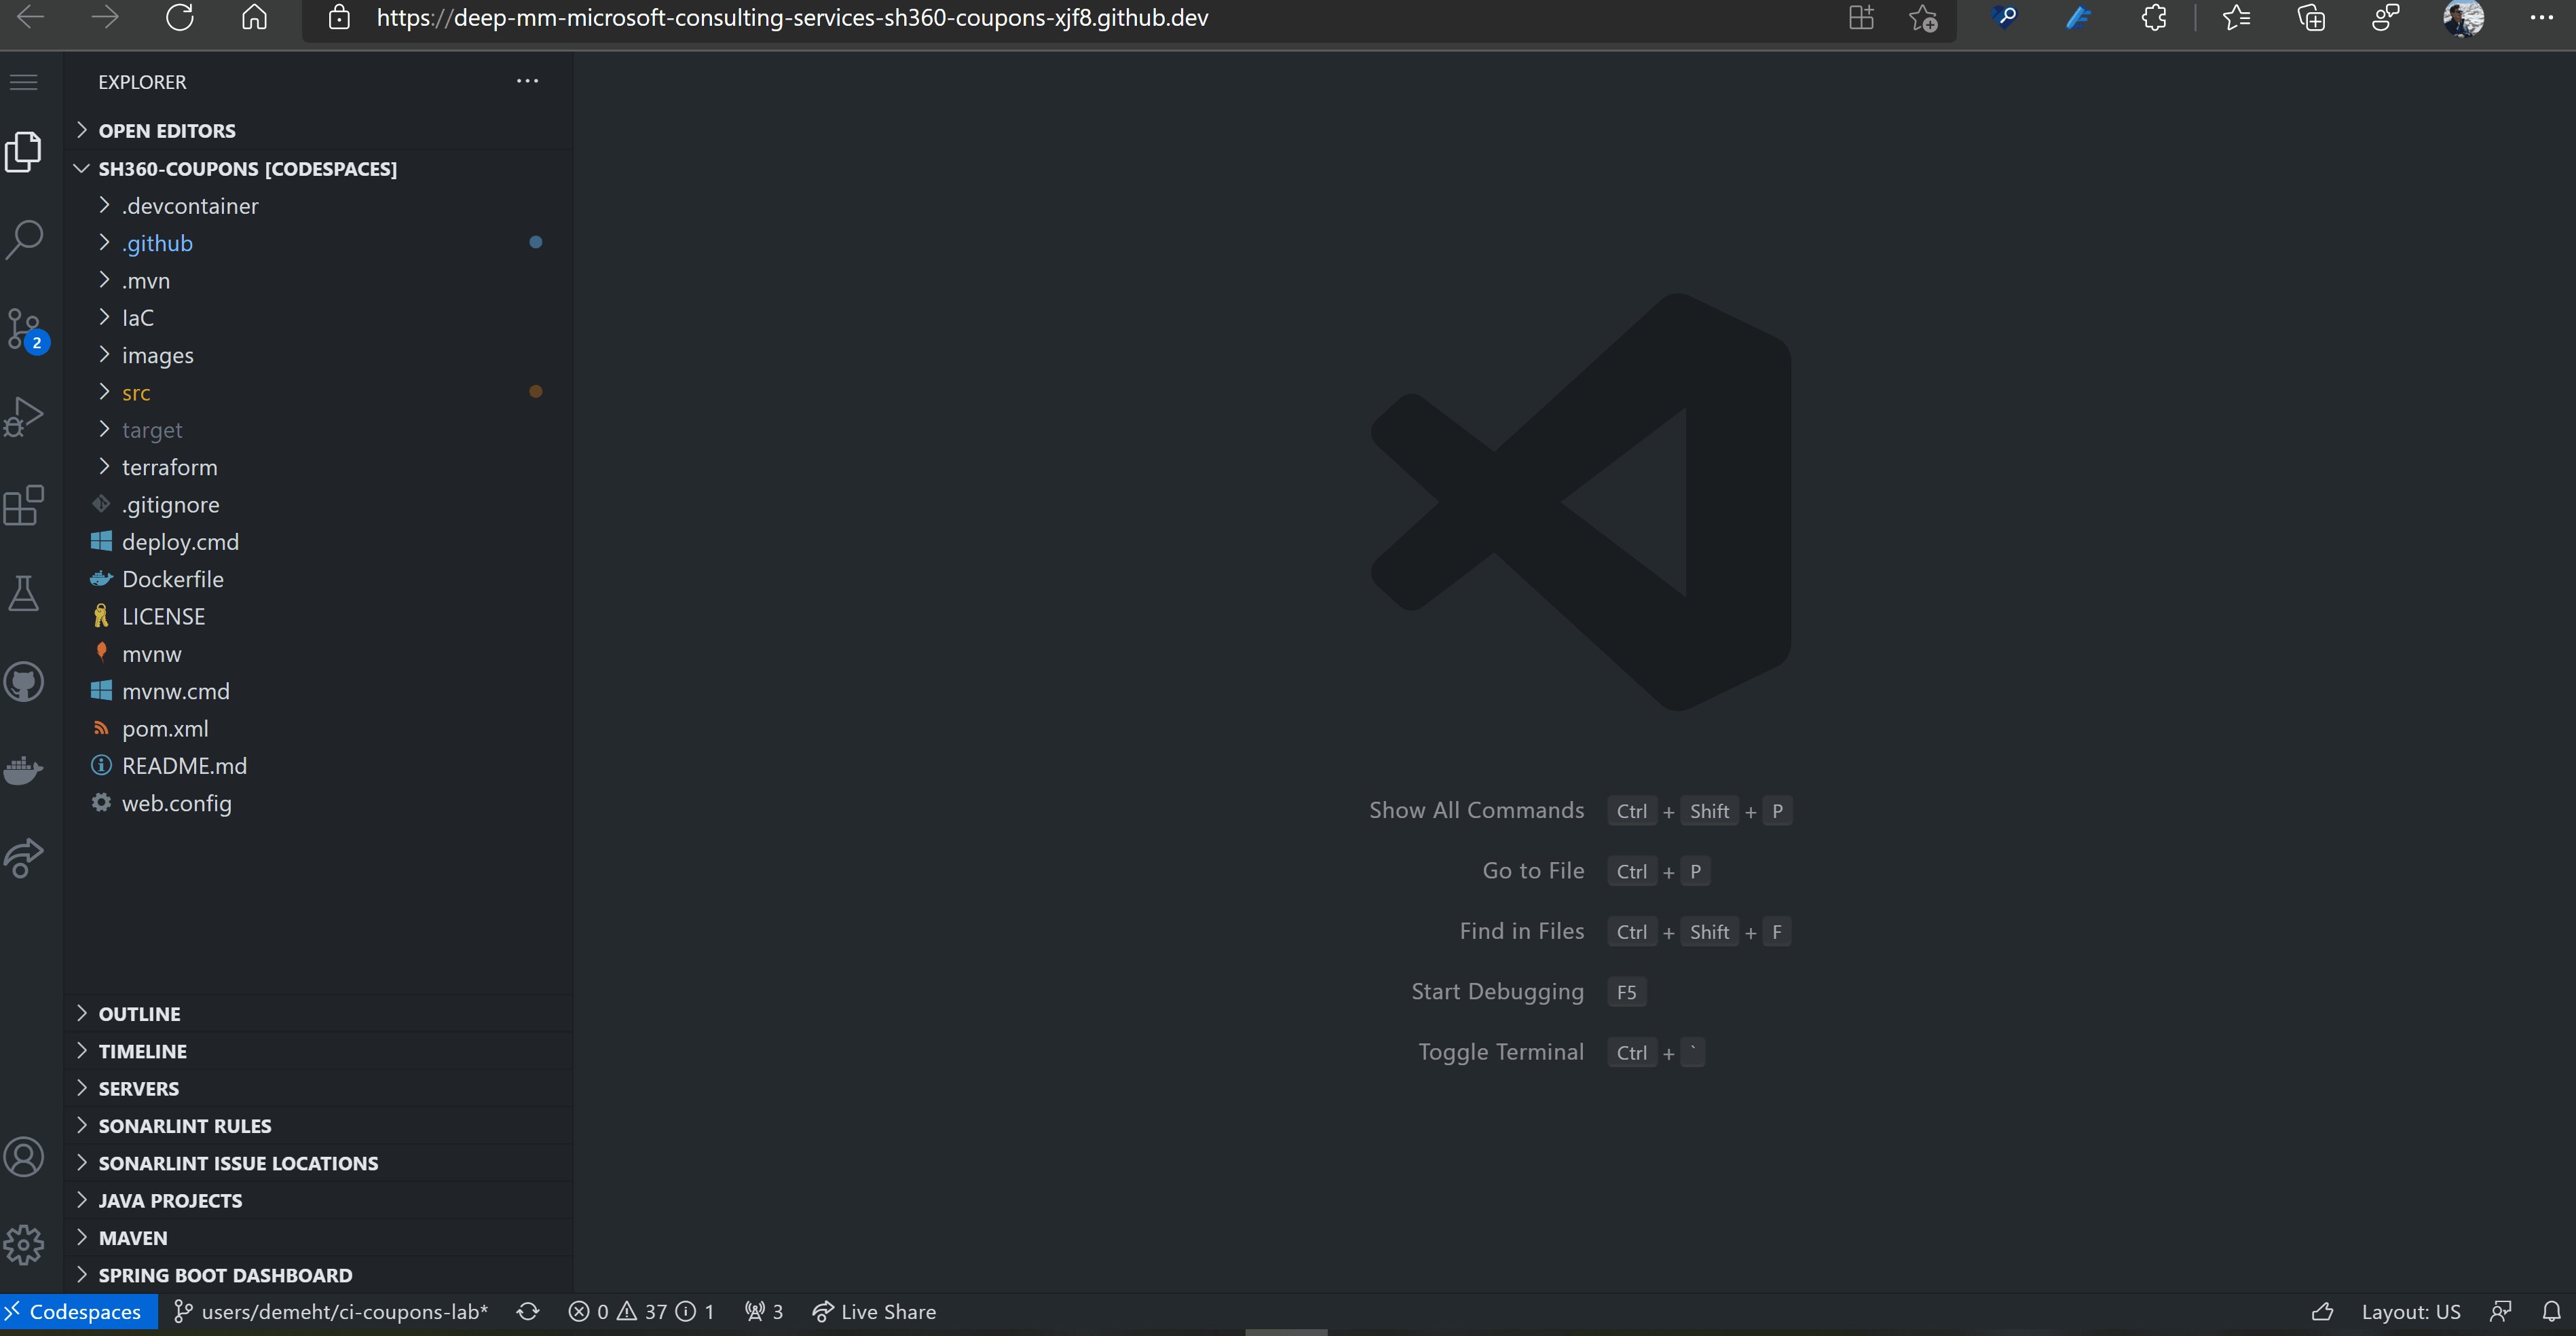 https://deep-mm-microsoft-consulting-services-sh360-coupons-xjf8.github.dev
EXPLORER
OPEN EDITORS
SH360-COUPONS [CODESPACES]
.devcontainer
.github
.mvn
IaC
2
images
src
target
terraform
.gitignore
deploy.cmd
Dockerfile
LICENSE
mvnw
mvnw.cmd
pom.xml
README.md
web.config
Show All Commands Ctrl + Shift + P
Go to File Ctrl + P
Find in Files Ctrl + Shift + F
Start Debugging F5
Toggle Terminal Ctrl + `
OUTLINE
TIMELINE
SERVERS
SONARLINT RULES
SONARLINT ISSUE LOCATIONS
JAVA PROJECTS
MAVEN
SPRING BOOT DASHBOARD
Codespaces users/demeht/ci-coupons-lab* 0 37 1 3 Live Share Layout: US